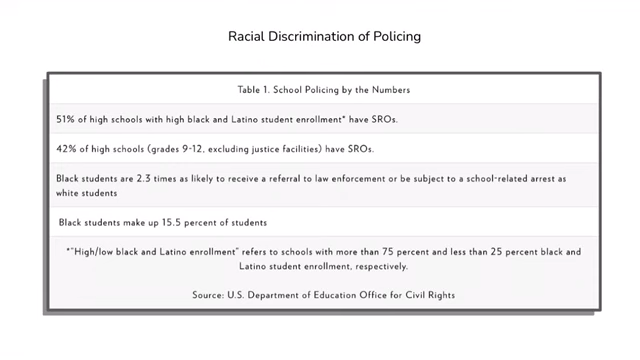 Racial Discrimination of Policing
Table 1. School Policing by the Numbers
51% of high schools with high black and Latino student enrollment* have SROs.
42% of high schools (grades 9-12, excluding justice facilities) have SROs.
Black students are 2.3 times as likely to receive a referral to law enforcement or be subject to a school-related arrest as
white students
Black students make up 15.5 percent of students
*"High/low black and Latino enrollment" refers to schools with more than 75 percent and less than 25 percent black and
Latino student enrollment, respectively.
Source: U.S. Department of Education Office for Civil Rights